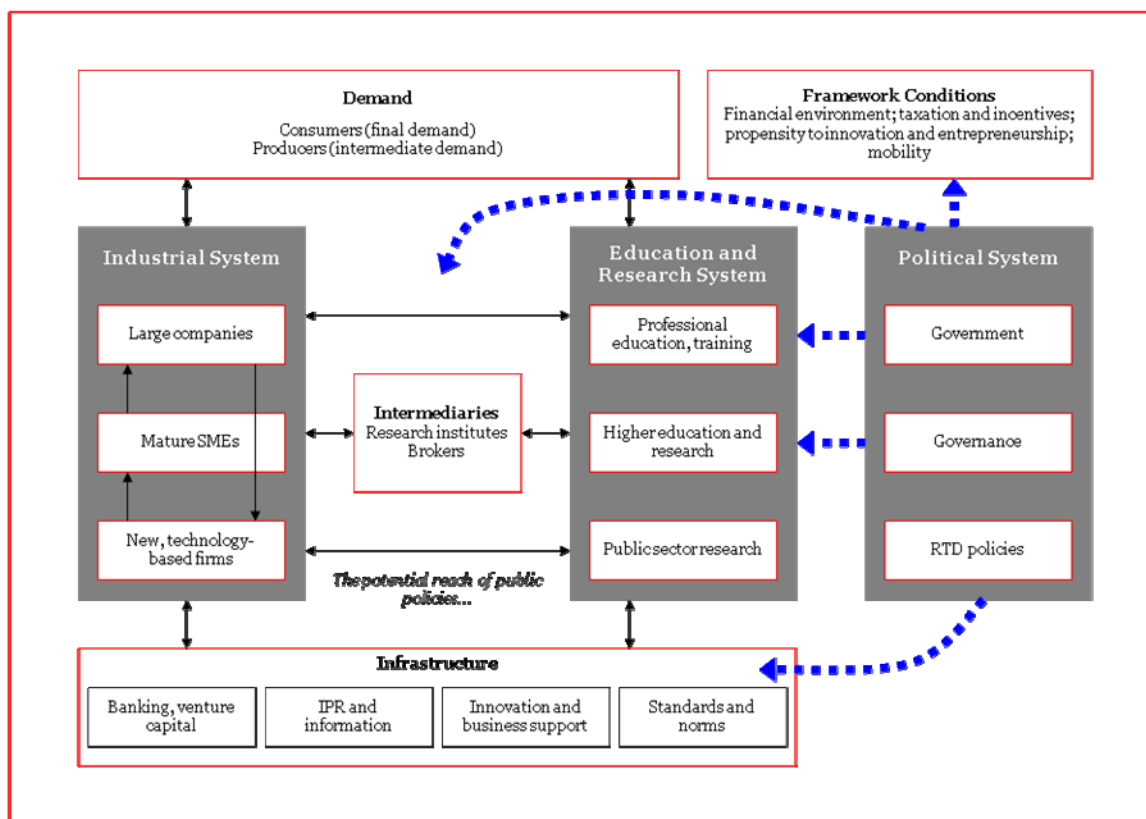 Demand
Consumers (final demand)
Producers (intermediate demand)
Framework Conditions
Financial environment; taxation and incentives;
propensity to innovation and entrepreneurship;
mobility
Industrial System
Large companies
Mature SMEs
New, technology-
based firms
Intermediaries
Research institutes
Brokers
The potential reach of public
policies...
Education and
Research System
Professional
education, training
Higher education and
research
Public sector research
Political System
Government
Governance
RTD policies
Infrastructure
Banking, venture
capital
IPR and
information
Innovation and
business support
Standards and
norms